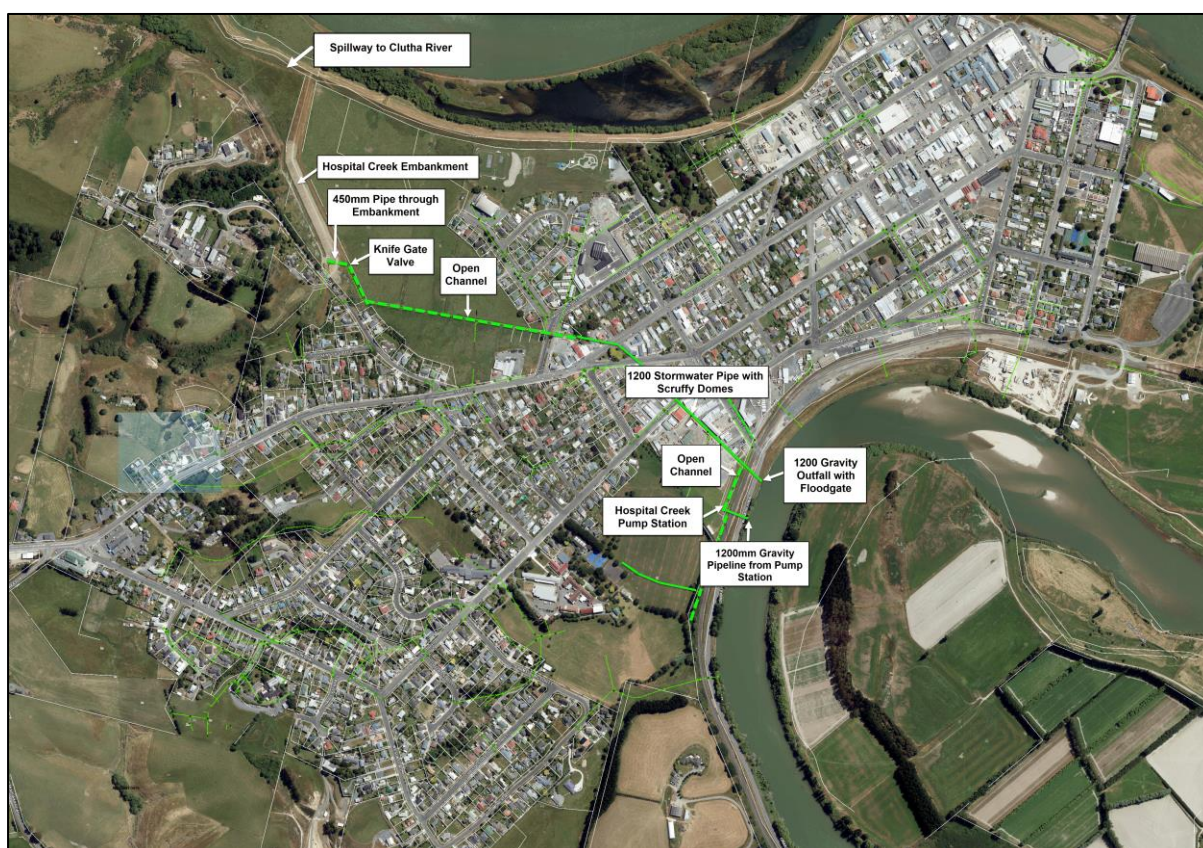 Spillway to Clutha River
Hospital Creek Embankment
450mm Pipe through
Embankment
Knife Gate
Valve
Open
Channel
1200 Stormwater Pipe with
Scruffy Domes
Open
Channel
1200 Gravity
Outfall with
Floodgate
Hospital Creek
Pump Station
1200mm Gravity
Pipeline from Pump
Station